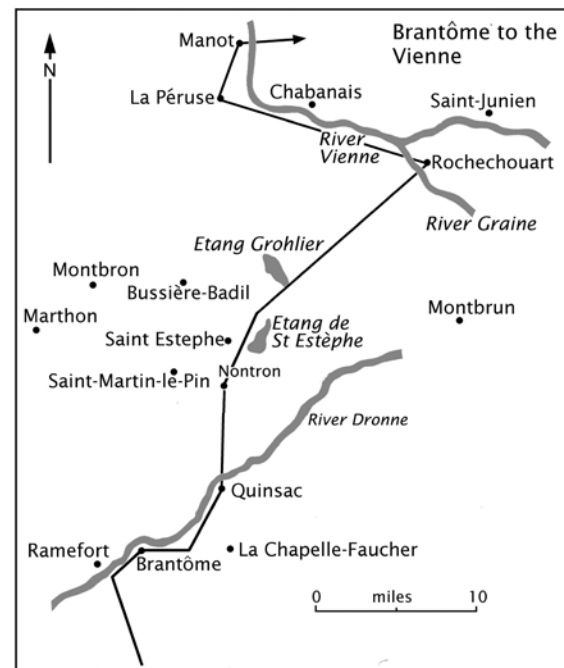 Brantôme to the
Vienne
Manot
N
La Péruse
Chabanais
Saint-Junien
River
Vienne
Rochechouart
River Graine
Etang Grohlier
Montbron
Bussière-Badil
Marthon
Montbrun
Saint Estephe
Etang de
St Estèphe
Saint-Martin-le-Pin
Nontron
River Dronne
Quinsac
Ramefort
Brantôme
La Chapelle-Faucher
0 miles 10